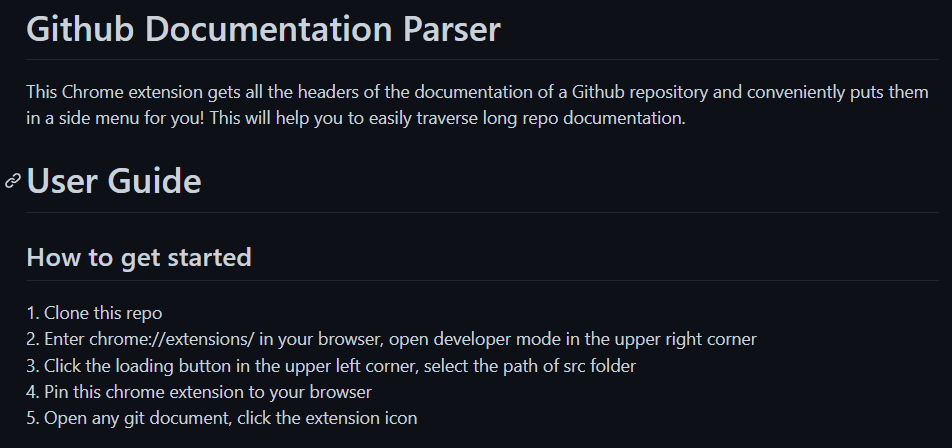 Github Documentation Parser
This Chrome extension gets all the headers of the documentation of a Github repository and conveniently puts them
in a side menu for you! This will help you to easily traverse long repo documentation.
User Guide
How to get started
1. Clone this repo
2. Enter chrome://extensions/ in your browser, open developer mode in the upper right corner
3. Click the loading button in the upper left corner, select the path of src folder
4. Pin this chrome extension to your browser
5. Open any git document, click the extension icon